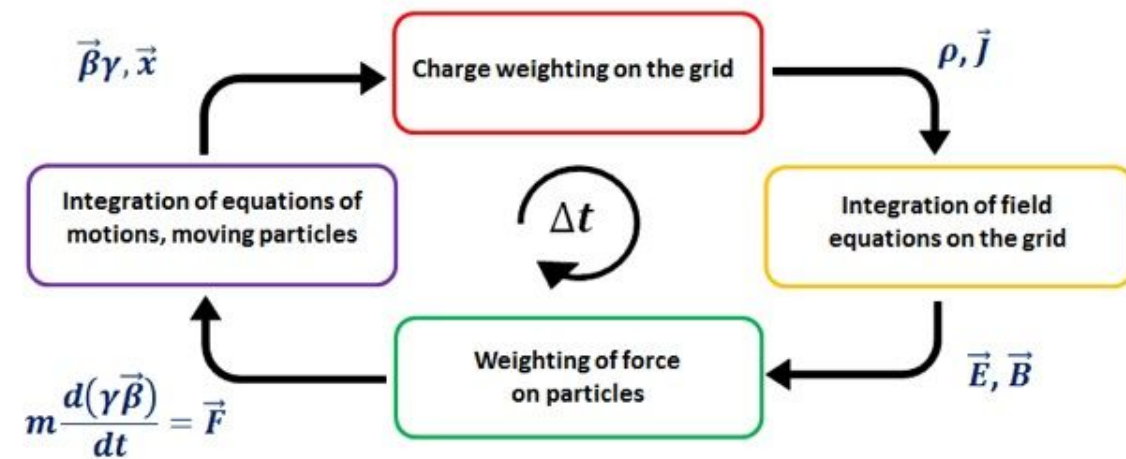 Charge weighting on the grid
ρ, J⃗
Integration of field
equations on the grid
E⃗, B⃗
Weighting of force
on particles
m d(γβ⃗)/dt = F⃗
Integration of equations of
motions, moving particles
β⃗γ, x⃗
Δt